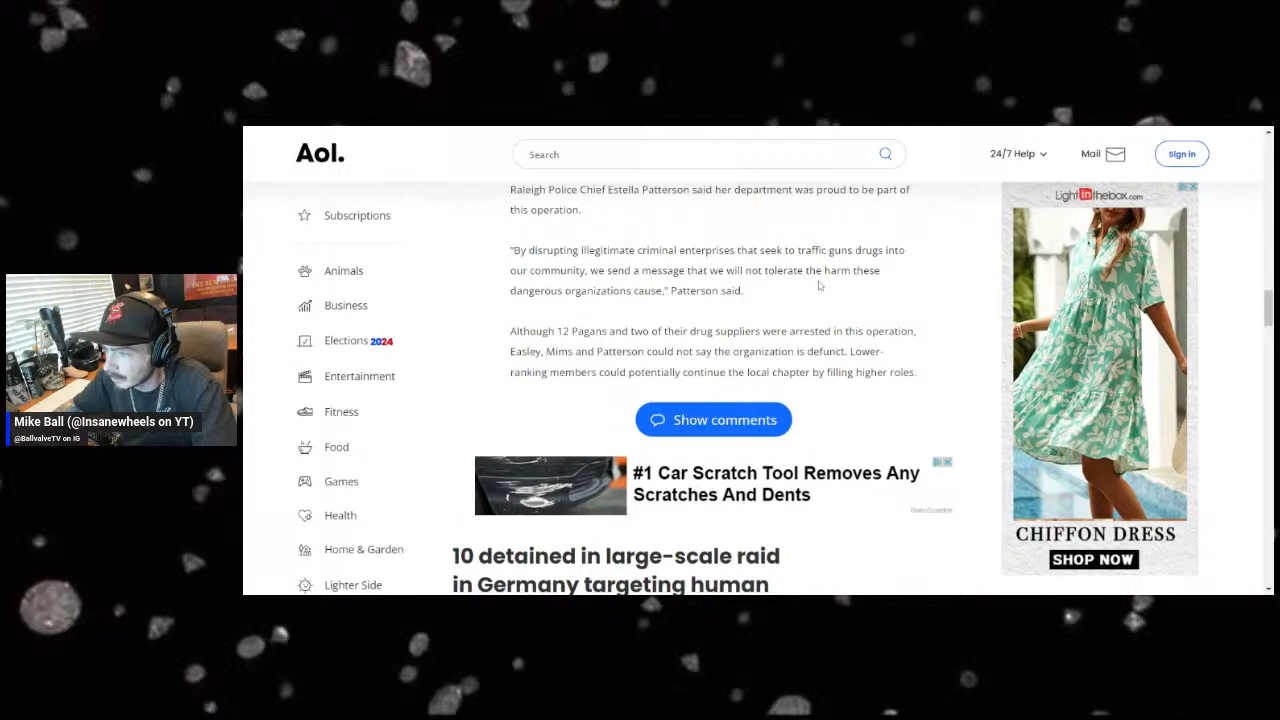 Aol.
Search
24/7 Help
Mail
Sign in
Subscriptions
Animals
Business
Elections 2024
Entertainment
Fitness
Food
Games
Health
Home & Garden
Lighter Side
Raleigh Police Chief Estella Patterson said her department was proud to be part of
this operation.
"By disrupting illegitimate criminal enterprises that seek to traffic guns drugs into
our community, we send a message that we will not tolerate the harm these
dangerous organizations cause," Patterson said.
Although 12 Pagans and two of their drug suppliers were arrested in this operation,
Easley, Mims and Patterson could not say the organization is defunct. Lower-
ranking members could potentially continue the local chapter by filling higher roles.
Show comments
#1 Car Scratch Tool Removes Any
Scratches And Dents
10 detained in large-scale raid
in Germany targeting human
Lightinthebox.com
CHIFFON DRESS
SHOP NOW
Mike Ball (@Insanewheels on YT)
@BallvalveTV on IG